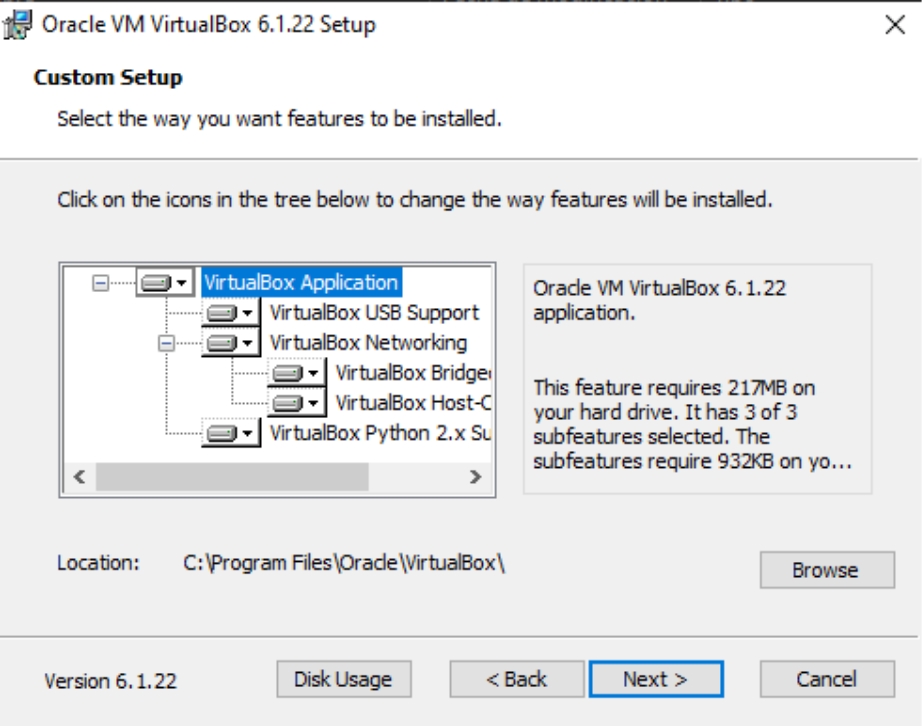 Oracle VM VirtualBox 6.1.22 Setup
Custom Setup
Select the way you want features to be installed.
Click on the icons in the tree below to change the way features will be installed.
VirtualBox Application
VirtualBox USB Support
VirtualBox Networking
VirtualBox Bridge
VirtualBox Host-C
VirtualBox Python 2.x Su
Oracle VM VirtualBox 6.1.22
application.
This feature requires 217MB on
your hard drive. It has 3 of 3
subfeatures selected. The
subfeatures require 932KB on yo...
Location: C:\Program Files\Oracle\VirtualBox\
Browse
Version 6.1.22
Disk Usage
< Back
Next >
Cancel